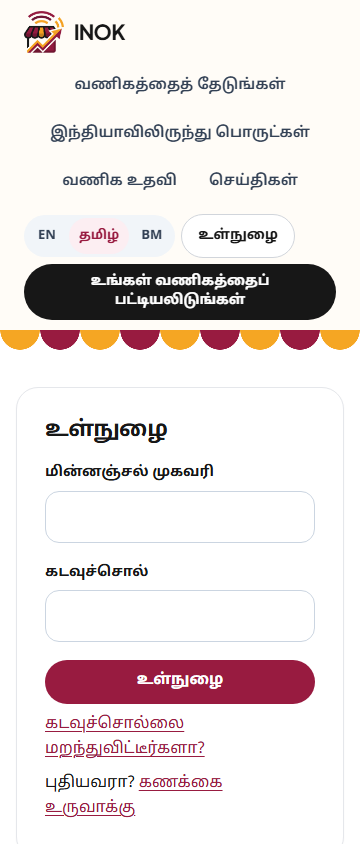 INOK
வணிகத்தைத் தேடுங்கள்
இந்தியாவிலிருந்து பொருட்கள்
வணிக உதவி செய்திகள்
EN தமிழ் BM உள்நுழை
உங்கள் வணிகத்தைப்
பட்டியலிடுங்கள்
உள்நுழை
மின்னஞ்சல் முகவரி
கடவுச்சொல்
உள்நுழை
கடவுச்சொல்லை
மறந்துவிட்டீர்களா?
புதியவரா? கணக்கை
உருவாக்கு